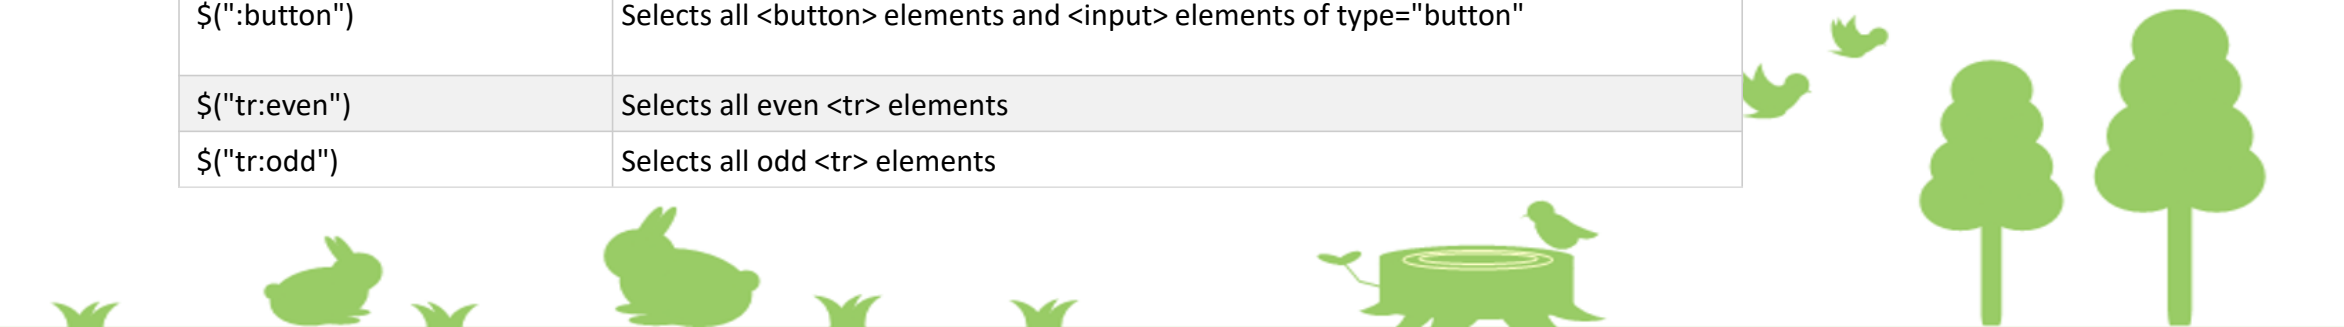 $(":button") Selects all <button> elements and <input> elements of type="button"
$("tr:even") Selects all even <tr> elements
$("tr:odd") Selects all odd <tr> elements